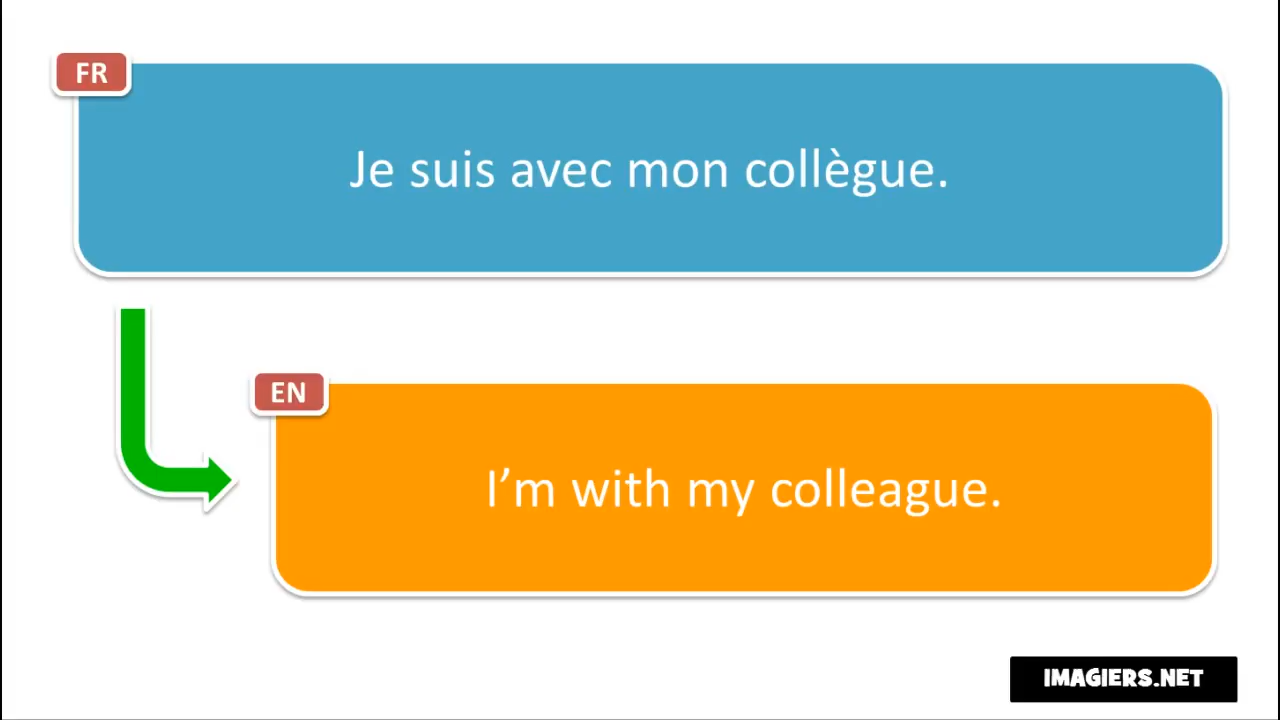 FR
Je suis avec mon collègue.
EN
I’m with my colleague.
IMAGIERS.NET